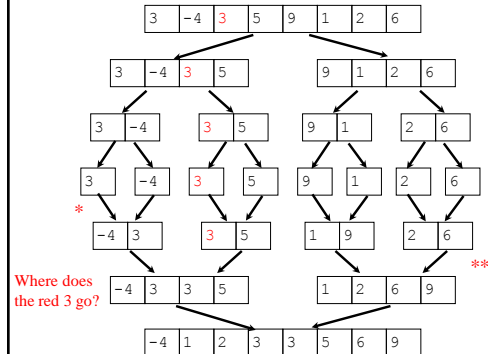 3 -4 3 5 9 1 2 6
3 -4 3 5 9 1 2 6
3 -4 3 5 9 1 2 6
3 -4 3 5 9 1 2 6
*
-4 3 3 5 1 9 2 6
**
Where does
the red 3 go?
-4 3 3 5 1 2 6 9
-4 1 2 3 3 5 6 9